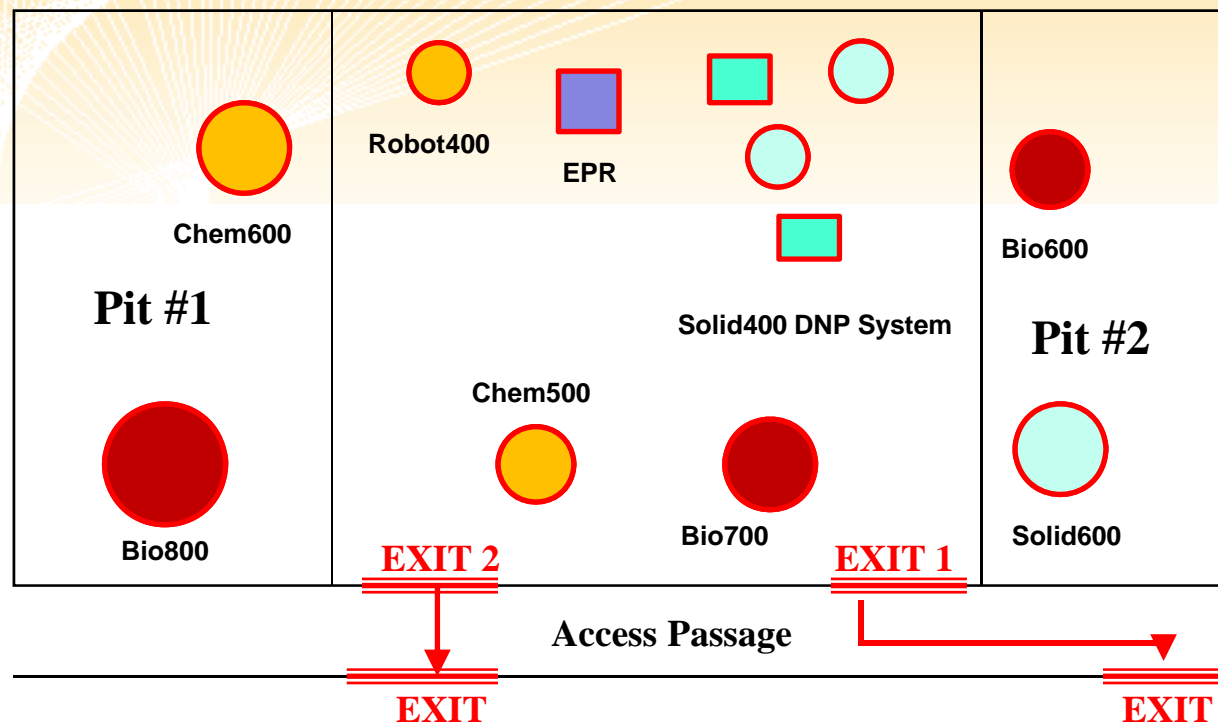 Robot400
EPR
Chem600
Bio600
Pit #1
Solid400 DNP System
Pit #2
Chem500
Bio800
Bio700
Solid600
EXIT 2
EXIT 1
Access Passage
EXIT
EXIT